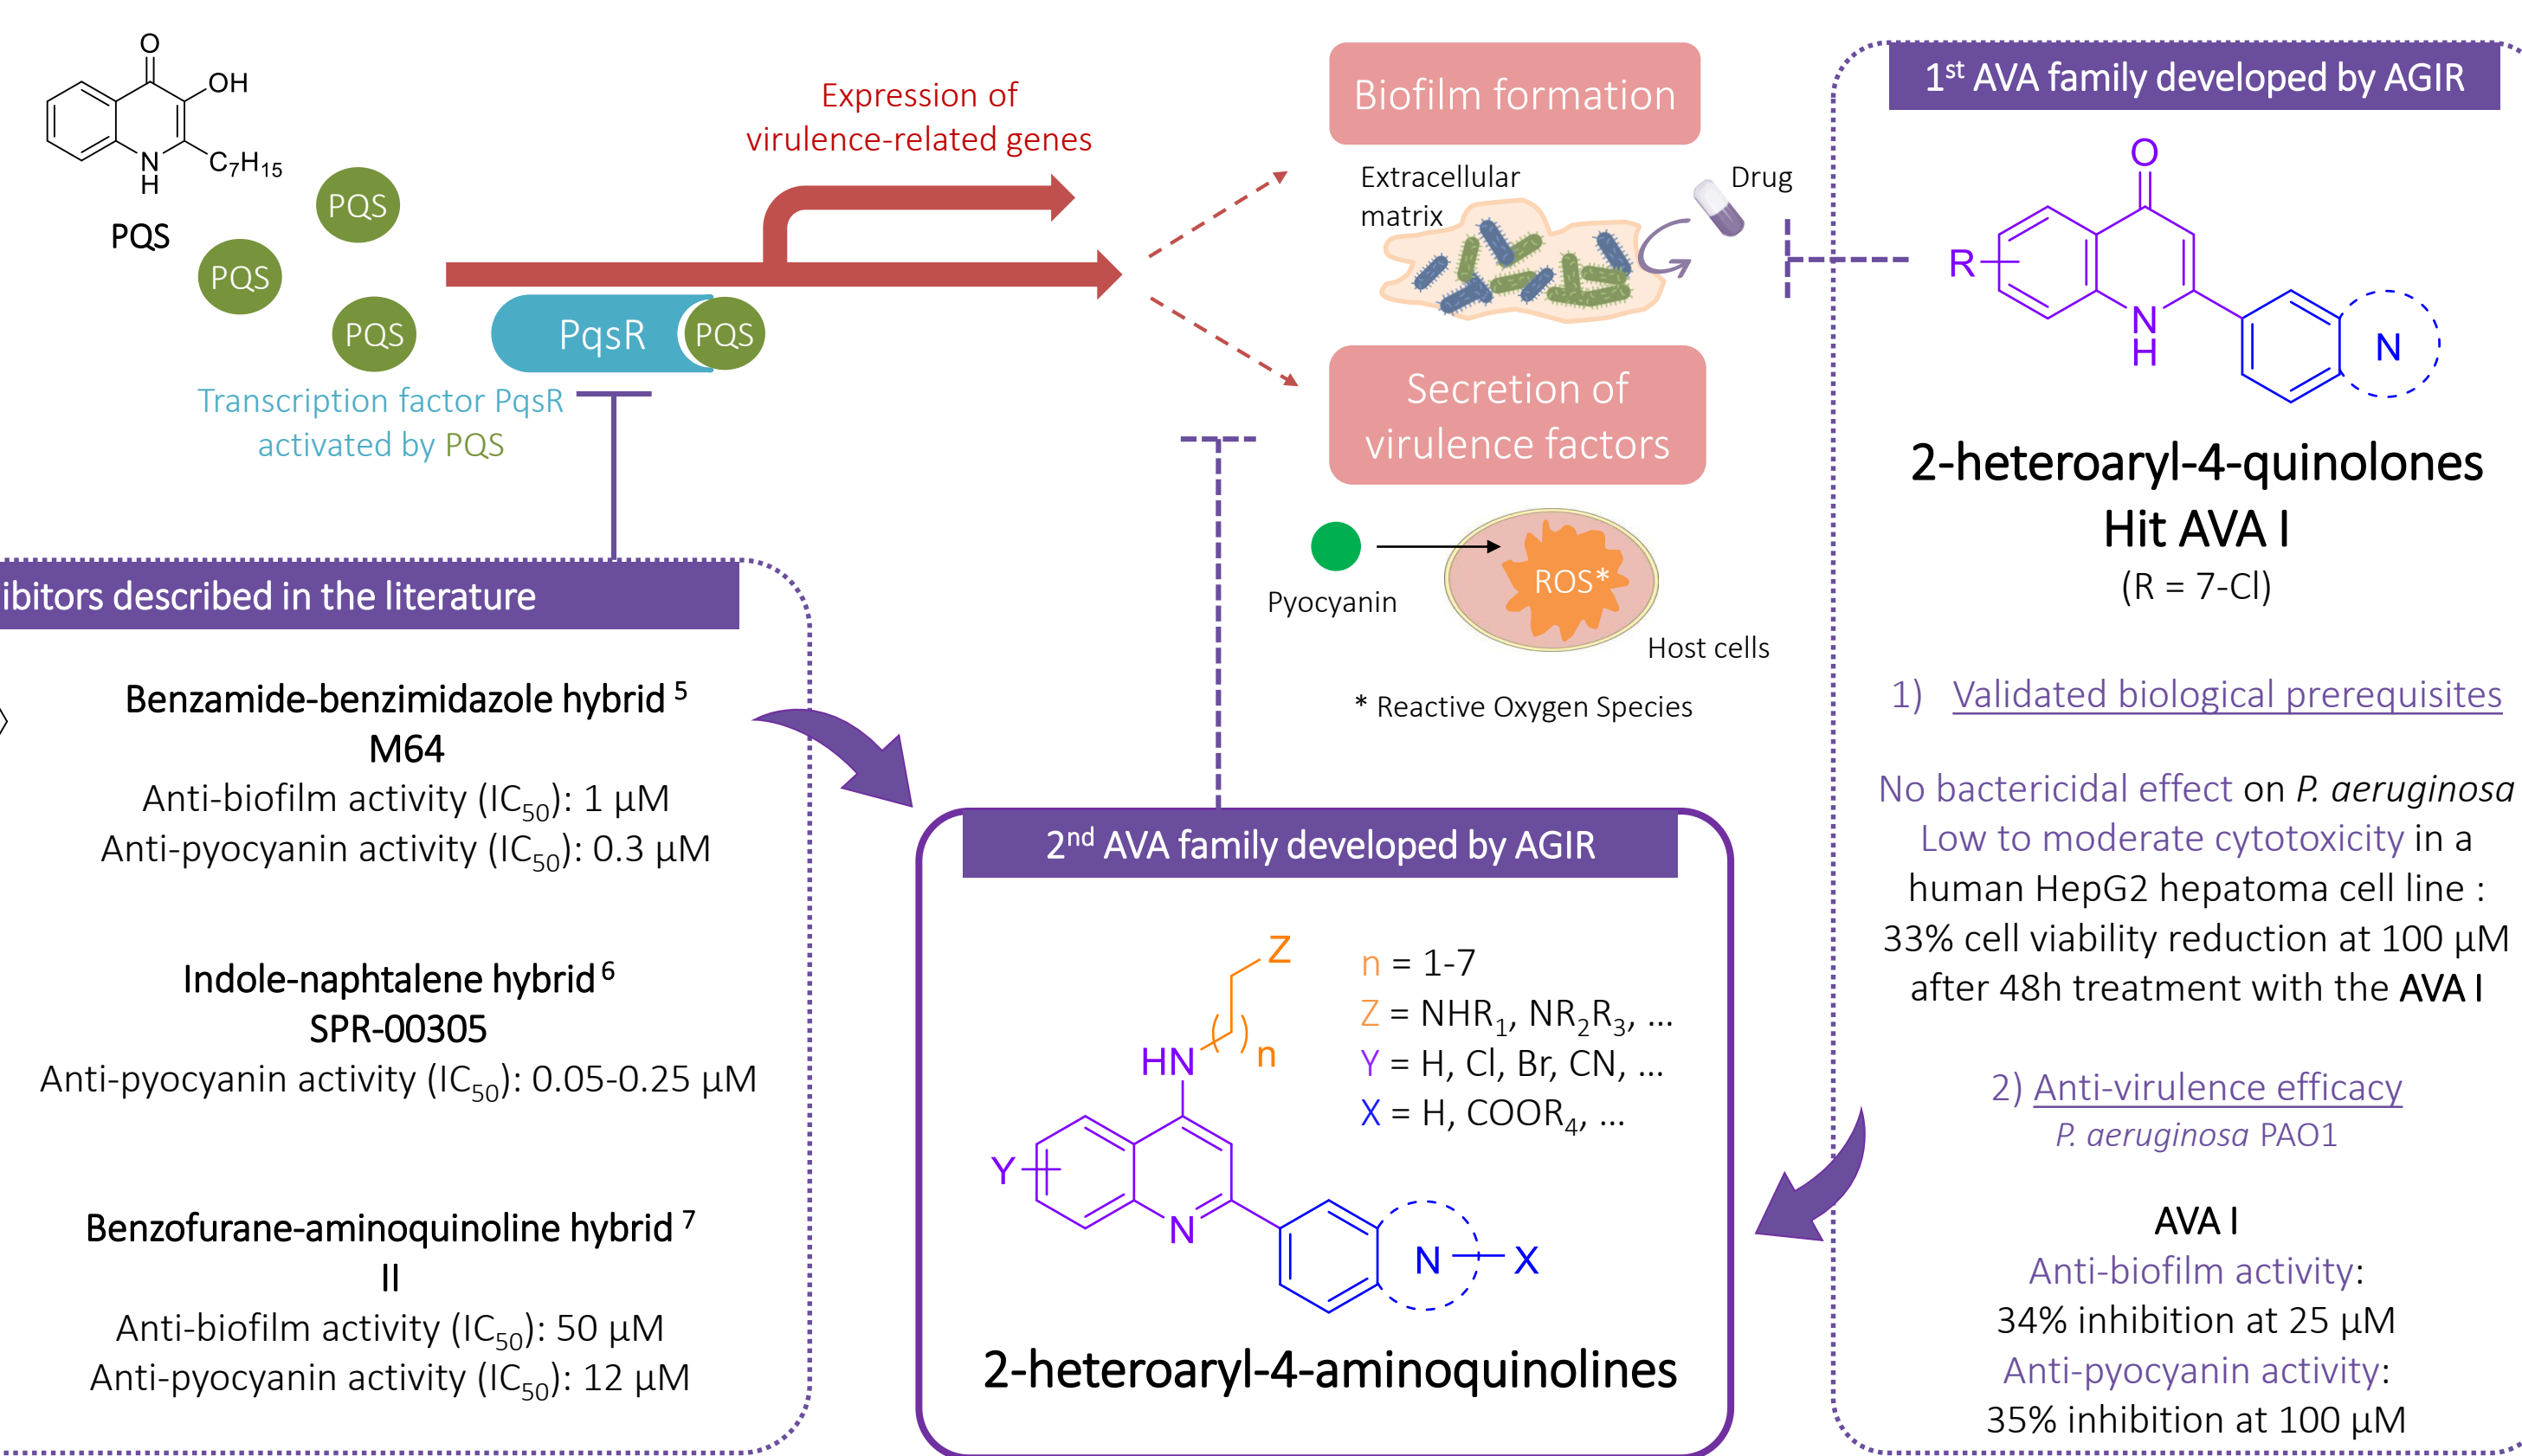 O
OH
N
H
C7H15
PQS
PQS
PQS
PQS
PqsR
PQS
Transcription factor PqsR
activated by PQS
Expression of
virulence-related genes
Biofilm formation
Extracellular
matrix
Drug
Secretion of
virulence factors
Pyocyanin
ROS*
Host cells
* Reactive Oxygen Species
ibitors described in the literature
Benzamide-benzimidazole hybrid 5
M64
Anti-biofilm activity (IC50): 1 µM
Anti-pyocyanin activity (IC50): 0.3 µM
Indole-naphtalene hybrid 6
SPR-00305
Anti-pyocyanin activity (IC50): 0.05-0.25 µM
Benzofurane-aminoquinoline hybrid 7
II
Anti-biofilm activity (IC50): 50 µM
Anti-pyocyanin activity (IC50): 12 µM
2nd AVA family developed by AGIR
Z
( )n
HN
Y
N
N
X
n = 1-7
Z = NHR1, NR2R3, ...
Y = H, Cl, Br, CN, ...
X = H, COOR4, ...
2-heteroaryl-4-aminoquinolines
1st AVA family developed by AGIR
O
R
N
H
N
2-heteroaryl-4-quinolones
Hit AVA I
(R = 7-Cl)
1) Validated biological prerequisites
No bactericidal effect on P. aeruginosa
Low to moderate cytotoxicity in a
human HepG2 hepatoma cell line :
33% cell viability reduction at 100 µM
after 48h treatment with the AVA I
2) Anti-virulence efficacy
P. aeruginosa PAO1
AVA I
Anti-biofilm activity:
34% inhibition at 25 µM
Anti-pyocyanin activity:
35% inhibition at 100 µM